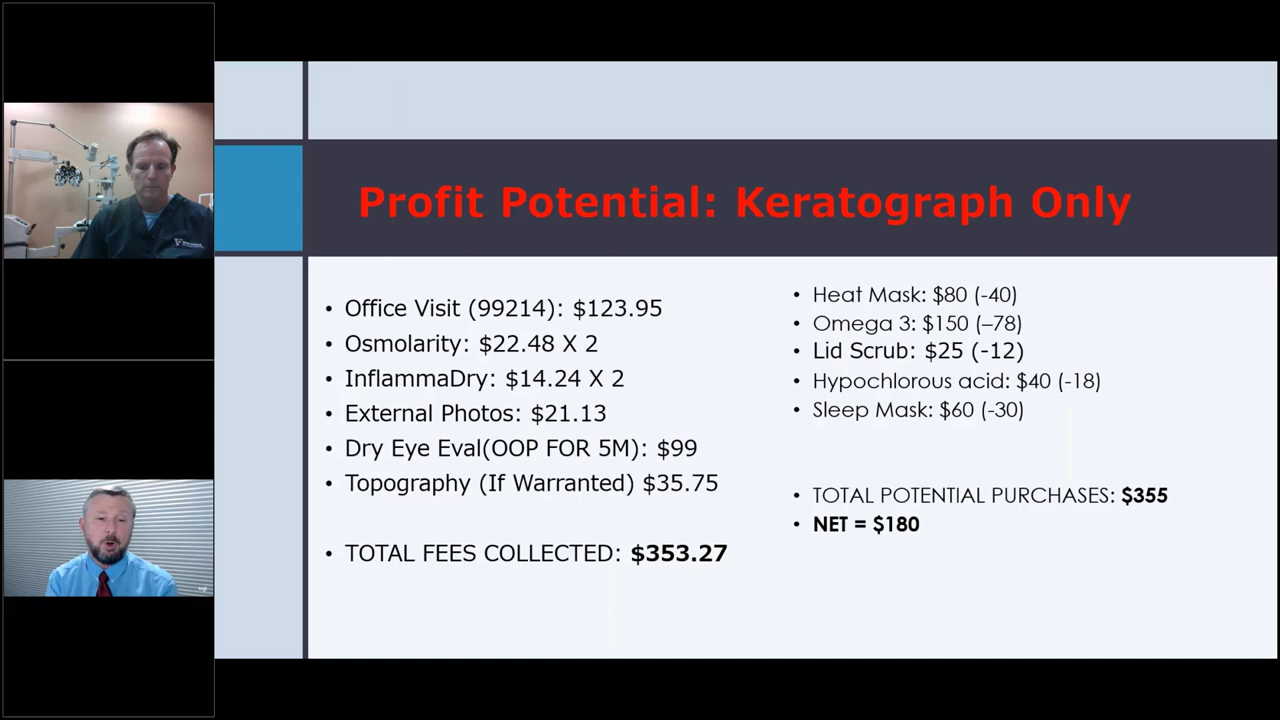 Profit Potential: Keratograph Only
• Office Visit (99214): $123.95
• Osmolarity: $22.48 X 2
• InflammaDry: $14.24 X 2
• External Photos: $21.13
• Dry Eye Eval(OOP FOR 5M): $99
• Topography (If Warranted) $35.75
• TOTAL FEES COLLECTED: $353.27
• Heat Mask: $80 (-40)
• Omega 3: $150 (–78)
• Lid Scrub: $25 (-12)
• Hypochlorous acid: $40 (-18)
• Sleep Mask: $60 (-30)
• TOTAL POTENTIAL PURCHASES: $355
• NET = $180